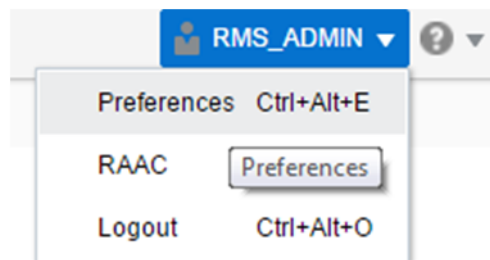 RMS_ADMIN ?
Preferences Ctrl+Alt+E
RAAC Preferences
Logout Ctrl+Alt+O